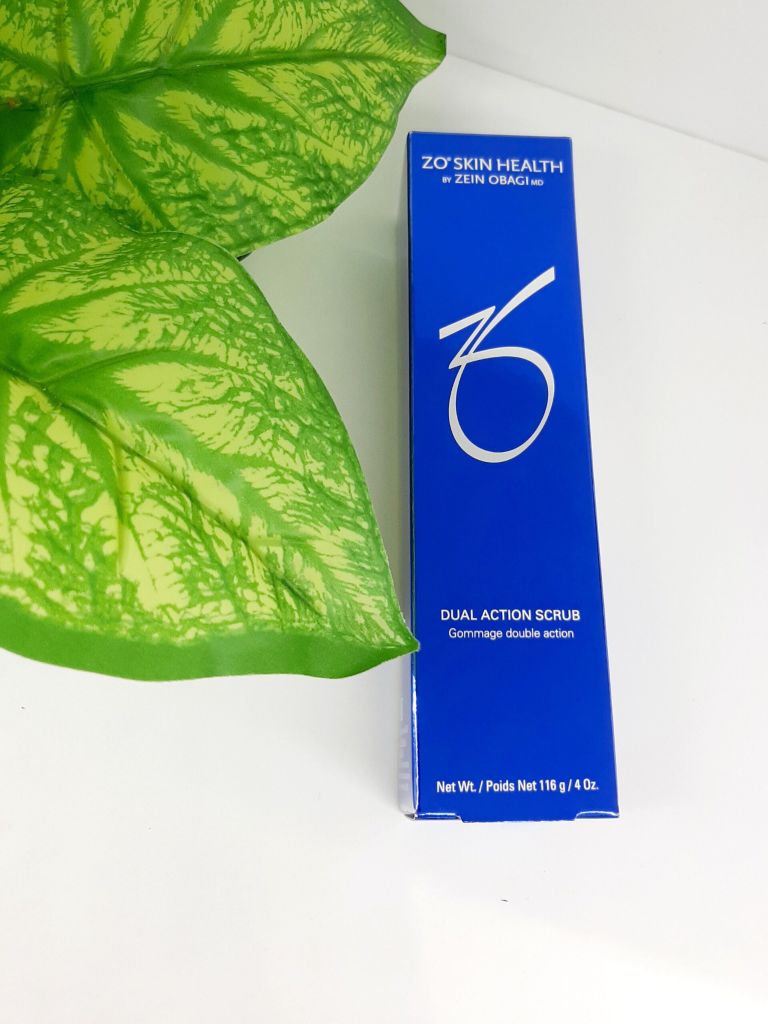 ZO® SKIN HEALTH
BY ZEIN OBAGI MD
ZO
DUAL ACTION SCRUB
Gommage double action
Net Wt. / Poids Net 116 g / 4 Oz.